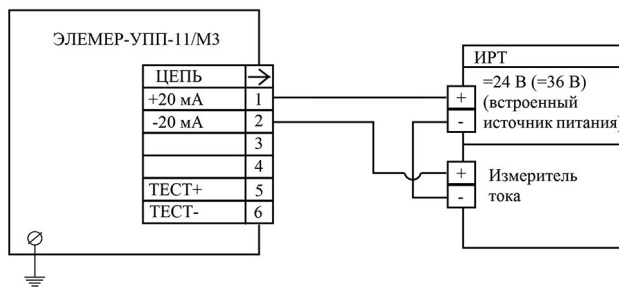 ЭЛЕМЕР-УПП-11/М3
ЦЕПЬ
+20 мА 1
-20 мА 2
3
4
ТЕСТ+ 5
ТЕСТ- 6
ИРТ
+ =24 В (=36 В)
(встроенный
- источник питания)
+ Измеритель
- тока